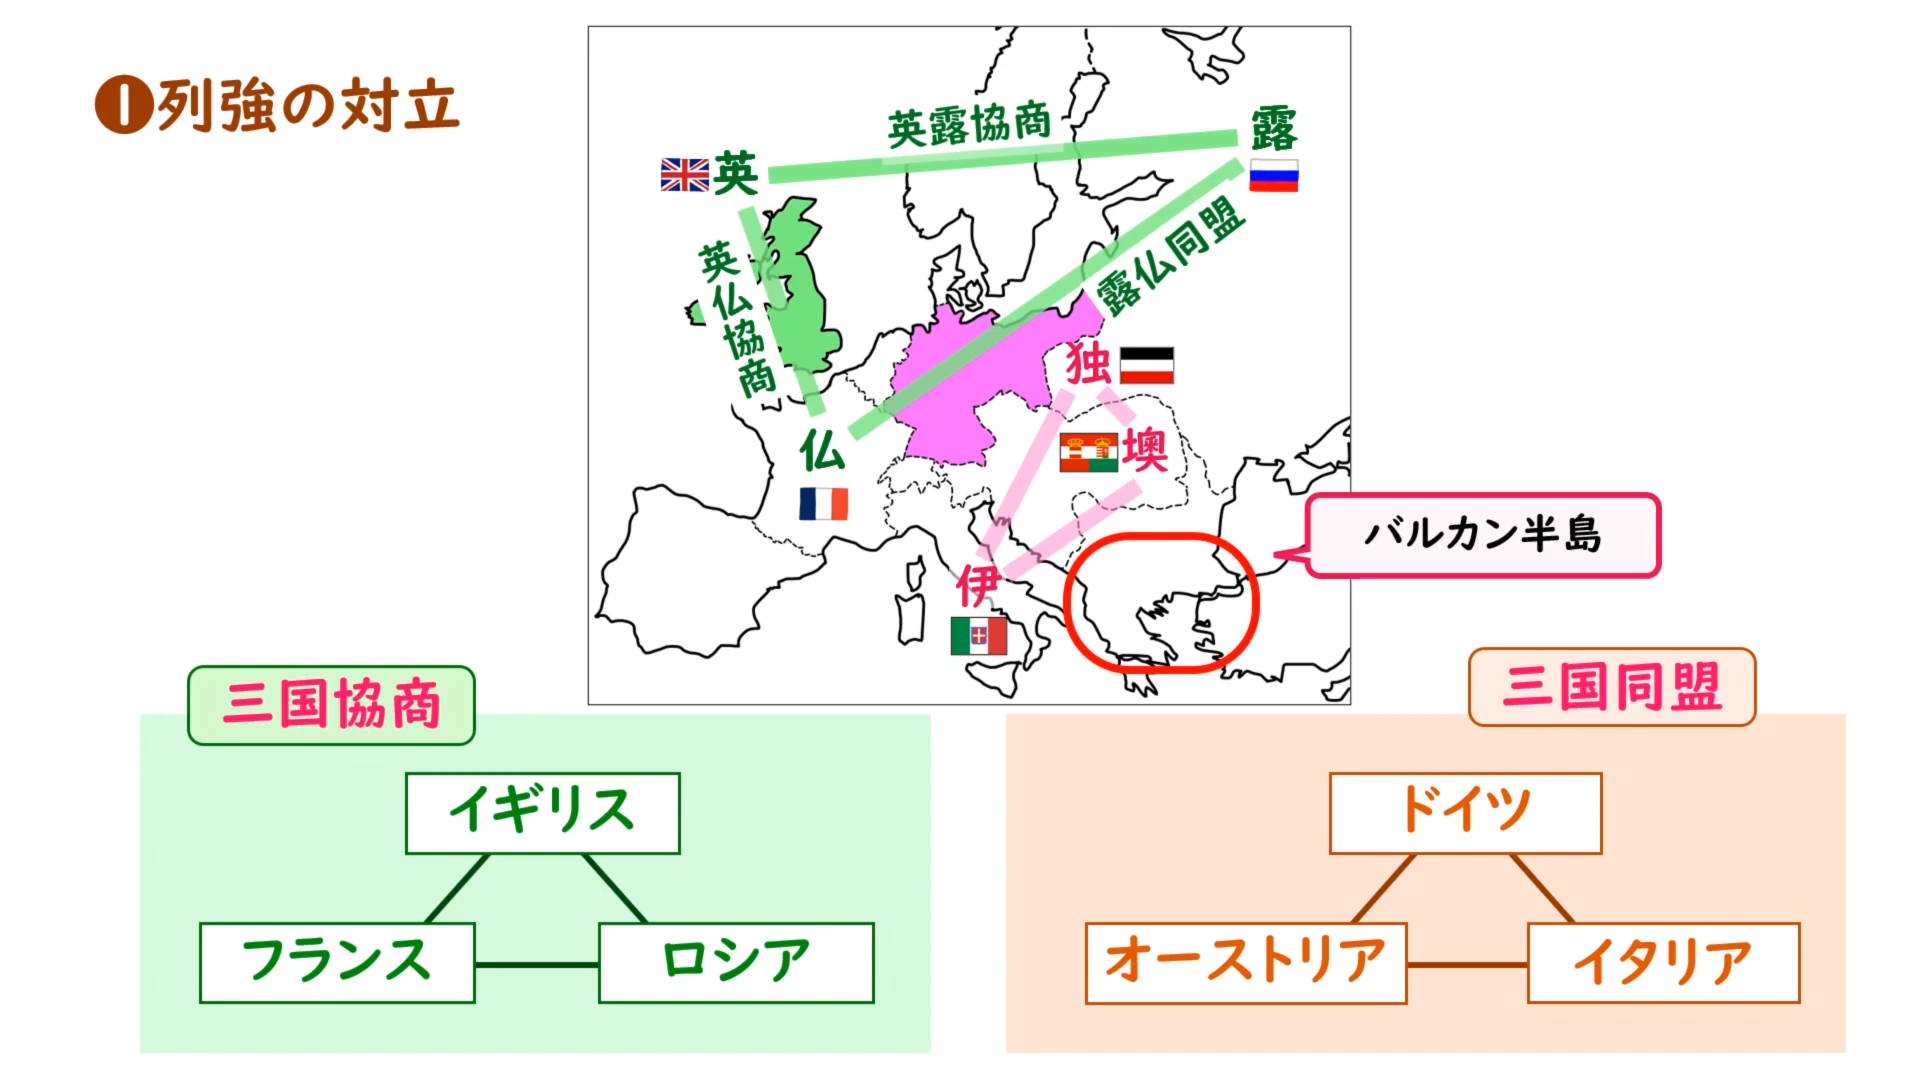 ❶列強の対立
英露協商
露
英
英仏協商
露仏同盟
独
仏
墺
伊
バルカン半島
三国協商
イギリス
フランス
ロシア
三国同盟
ドイツ
オーストリア
イタリア